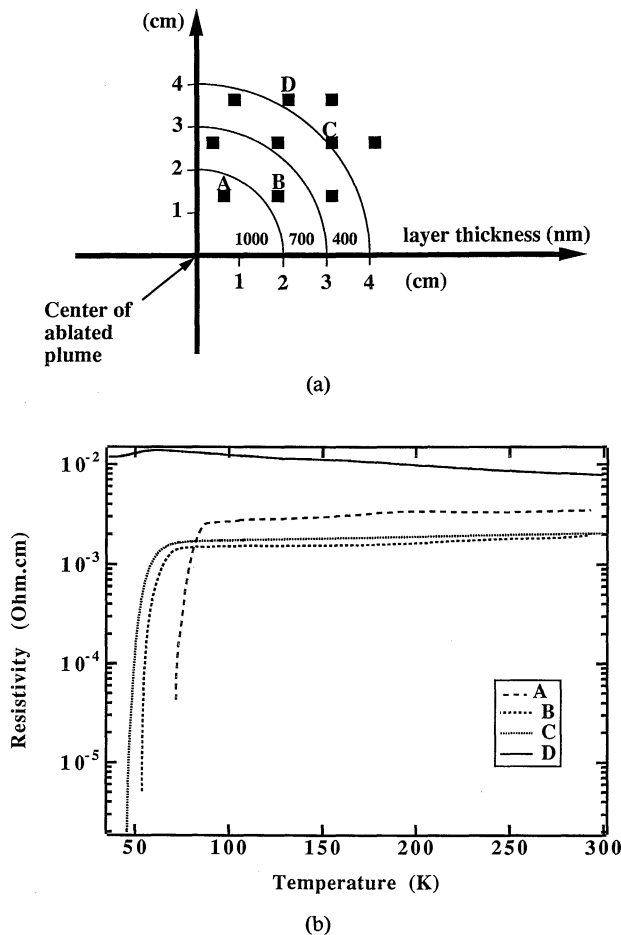 (cm)
4
D
3
C
2
A
B
1
1000
700
400
layer thickness (nm)
1
2
3
4
(cm)
Center of
ablated
plume
(a)
10-2
10-3
10-4
10-5
Resistivity (Ohm.cm)
A
B
C
D
50
100
150
200
250
300
Temperature (K)
(b)